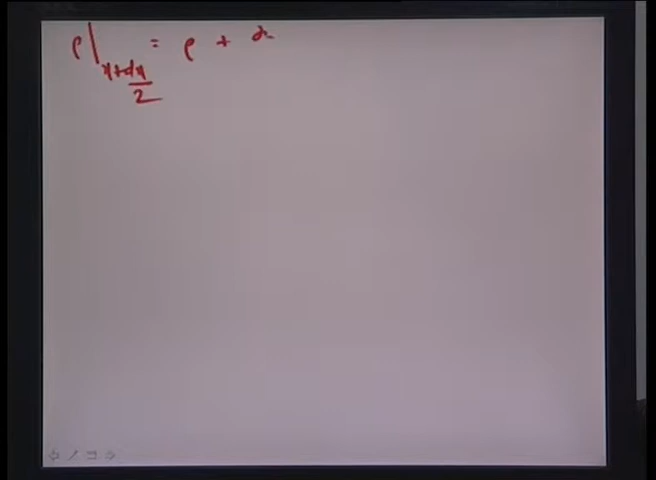 ρ|_{x+dx/2} = ρ +